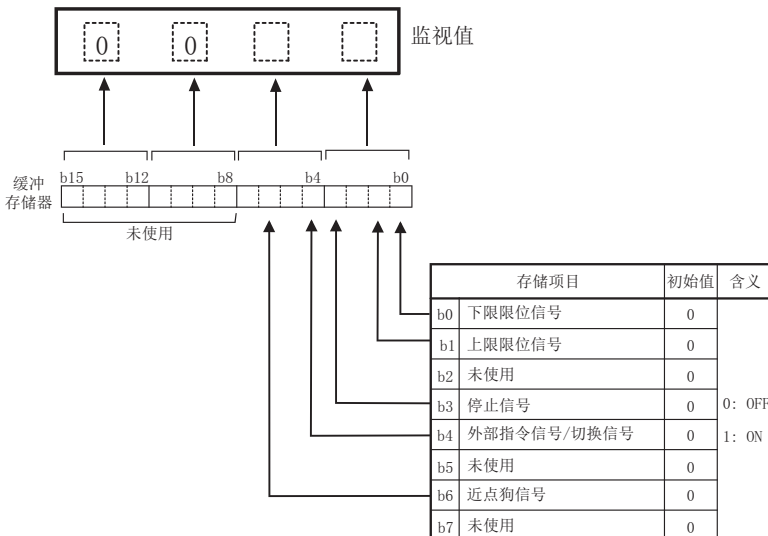 0 0 监视值
b15 b12 b8 b4 b0
缓冲
存储器
未使用
存储项目 初始值 含义
b0 下限限位信号 0
b1 上限限位信号 0
b2 未使用 0
b3 停止信号 0 0: OFF
b4 外部指令信号/切换信号 0 1: ON
b5 未使用 0
b6 近点狗信号 0
b7 未使用 0